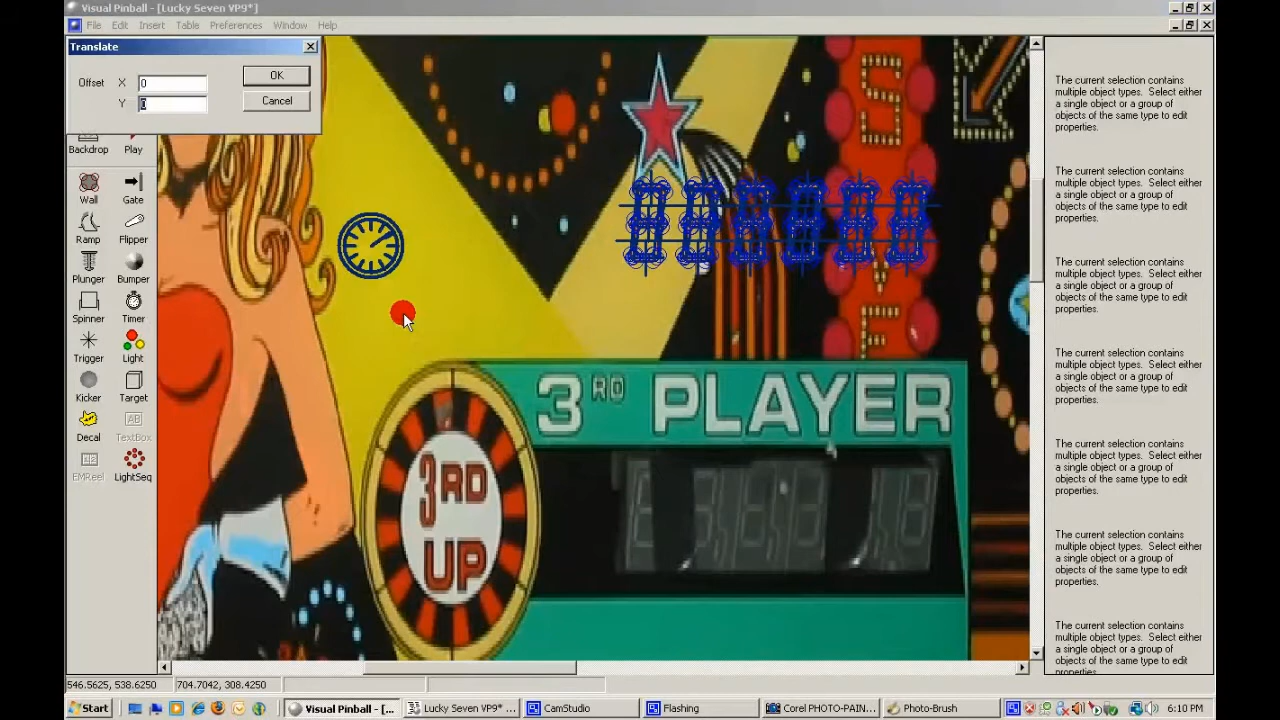 Visual Pinball - [Lucky Seven VP9*]
File Edit Insert Table Preferences Window Help
Translate
Offset X 0 OK
Y 0 Cancel
Backdrop Play
Wall Gate
Ramp Flipper
Plunger Bumper
Spinner Timer
Trigger Light
Kicker Target
Decal TextBox
EMReel LightSeq
AB
S
V
E
3RD PLAYER
3RD
UP
The current selection contains
multiple object types. Select either
a single object or a group of
objects of the same type to edit
properties.
The current selection contains
multiple object types. Select either
a single object or a group of
objects of the same type to edit
properties.
The current selection contains
multiple object types. Select either
a single object or a group of
objects of the same type to edit
properties.
The current selection contains
multiple object types. Select either
a single object or a group of
objects of the same type to edit
properties.
The current selection contains
multiple object types. Select either
a single object or a group of
objects of the same type to edit
properties.
The current selection contains
multiple object types. Select either
a single object or a group of
objects of the same type to edit
properties.
The current selection contains
multiple object types. Select either
a single object or a group of
objects of the same type to edit
546.5625, 538.6250 704.7042, 308.4250
Start Visual Pinball - [... Lucky Seven VP9* ... CamStudio Flashing Corel PHOTO-PAIN... Photo-Brush 6:10 PM